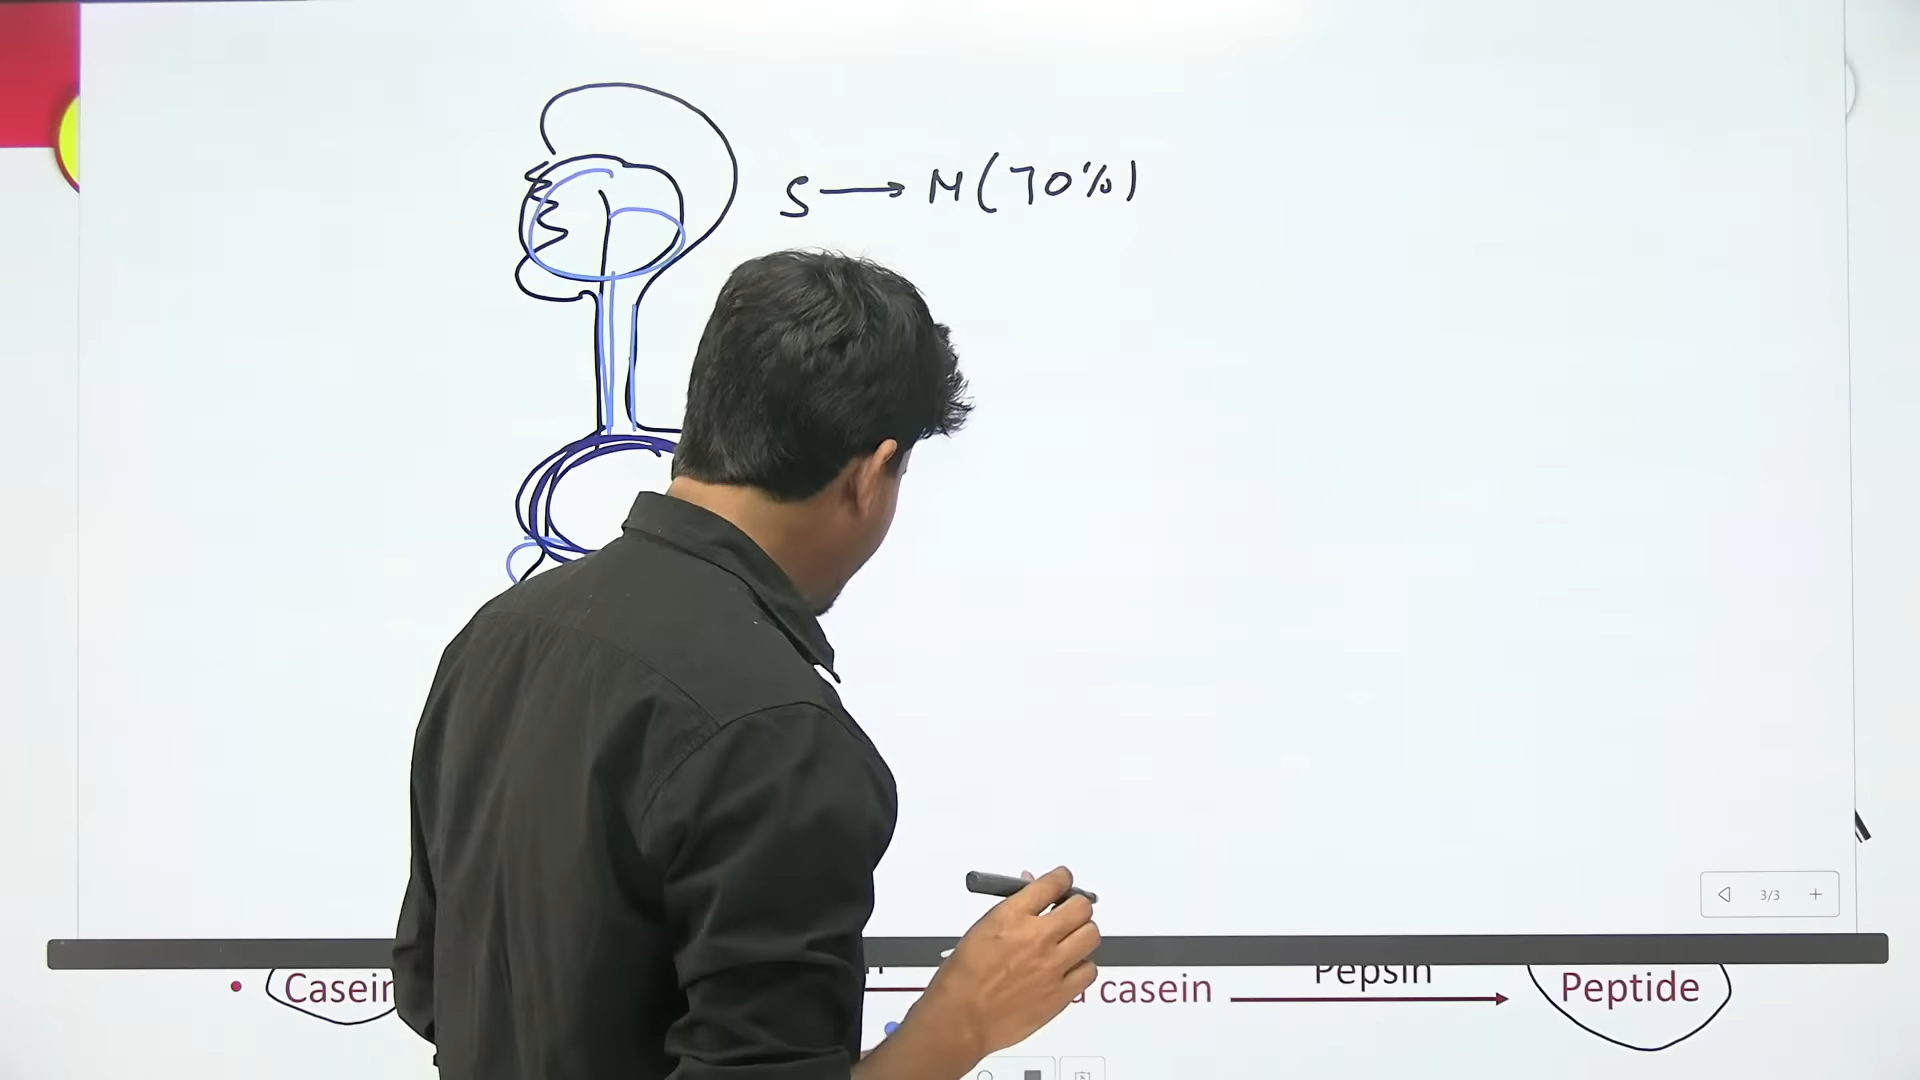 S → M (70%)
3/3
• Casein casein Pepsin Peptide